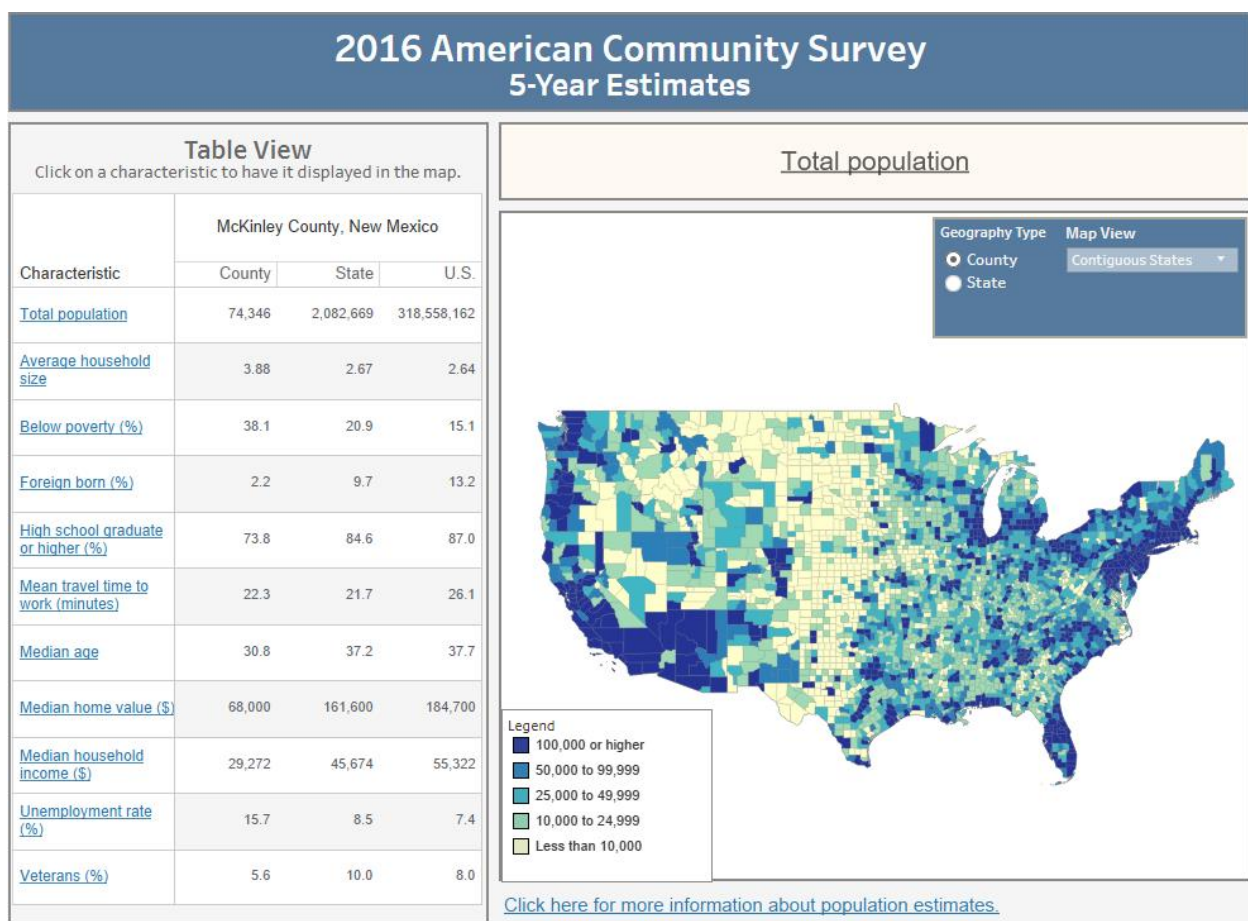 2016 American Community Survey
5-Year Estimates
Table View
Click on a characteristic to have it displayed in the map.
McKinley County, New Mexico
Characteristic County State U.S.
Total population 74,346 2,082,669 318,558,162
Average household
size 3.88 2.67 2.64
Below poverty (%) 38.1 20.9 15.1
Foreign born (%) 2.2 9.7 13.2
High school graduate
or higher (%) 73.8 84.6 87.0
Mean travel time to
work (minutes) 22.3 21.7 26.1
Median age 30.8 37.2 37.7
Median home value ($) 68,000 161,600 184,700
Median household
income ($) 29,272 45,674 55,322
Unemployment rate
(%) 15.7 8.5 7.4
Veterans (%) 5.6 10.0 8.0
Total population
Geography Type Map View
County Contiguous States
State
Legend
100,000 or higher
50,000 to 99,999
25,000 to 49,999
10,000 to 24,999
Less than 10,000
Click here for more information about population estimates.